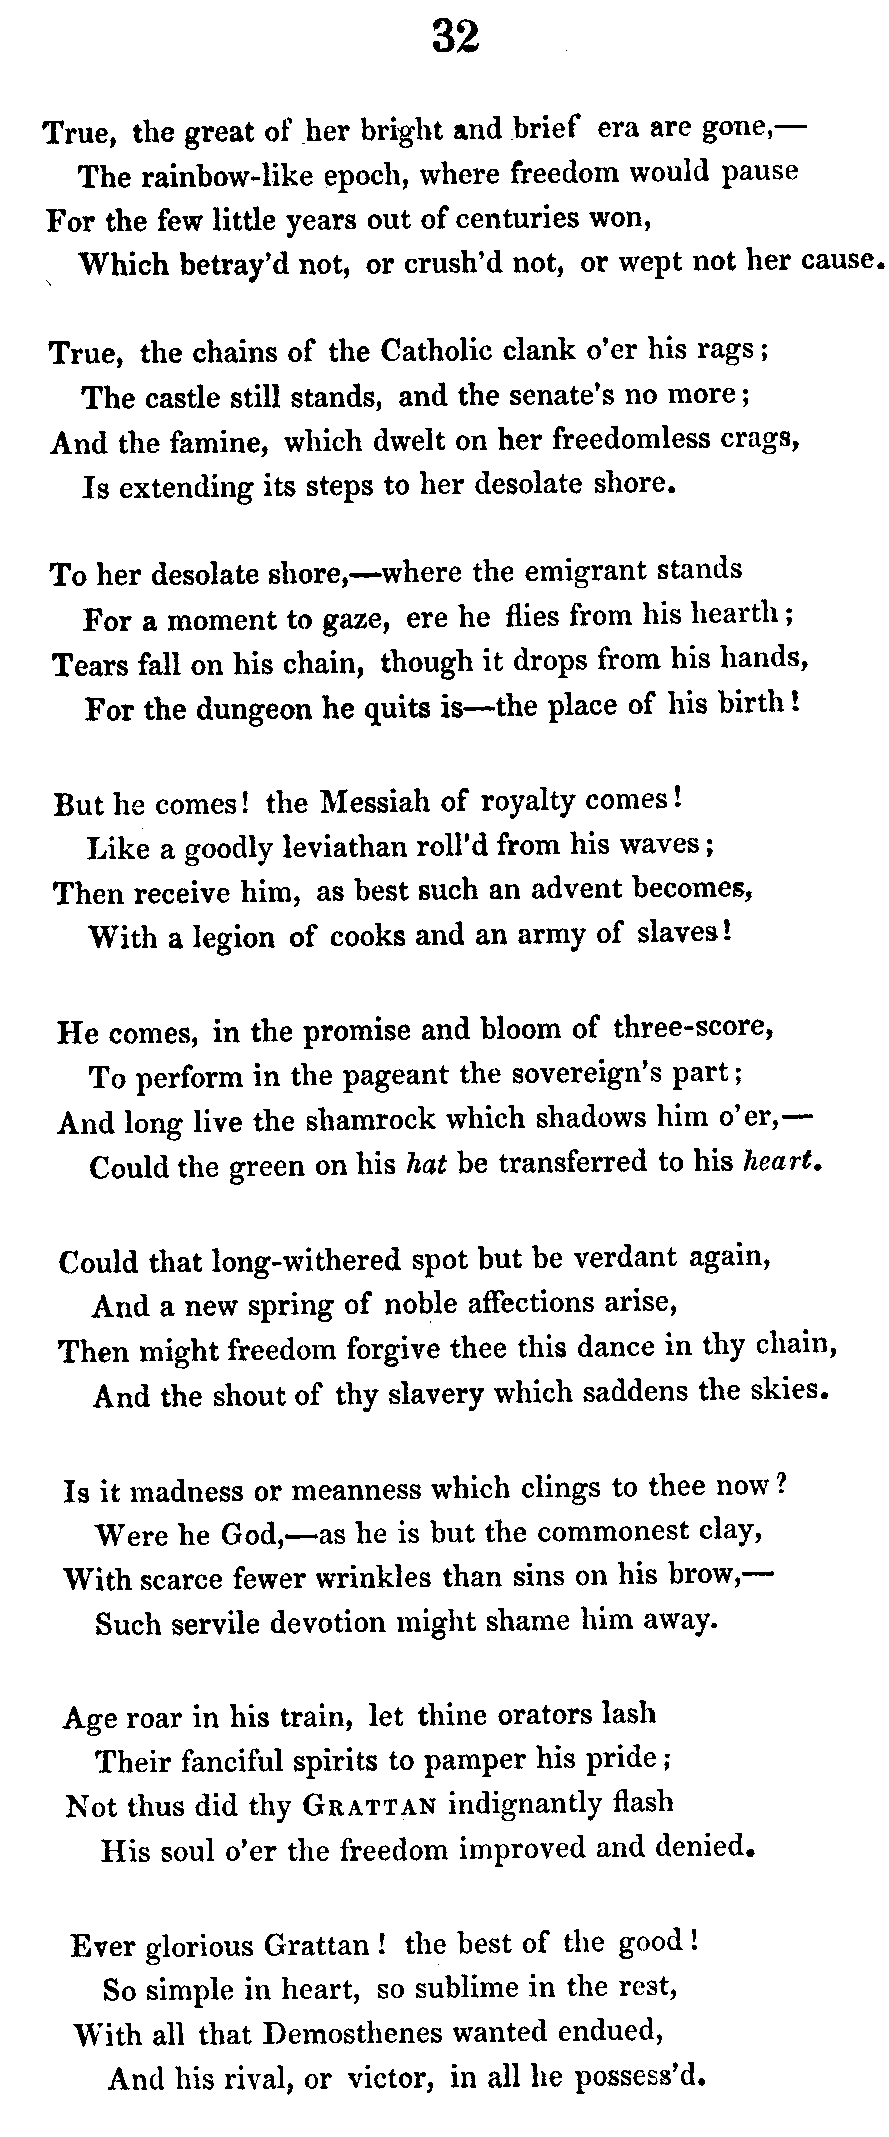 32
True, the great of her bright and brief era are gone,—
The rainbow-like epoch, where freedom would pause
For the few little years out of centuries won,
Which betray'd not, or crush'd not, or wept not her cause.
True, the chains of the Catholic clank o'er his rags;
The castle still stands, and the senate's no more;
And the famine, which dwelt on her freedomless crags,
Is extending its steps to her desolate shore.
To her desolate shore,—where the emigrant stands
For a moment to gaze, ere he flies from his hearth;
Tears fall on his chain, though it drops from his hands,
For the dungeon he quits is—the place of his birth!
But he comes! the Messiah of royalty comes!
Like a goodly leviathan roll'd from his waves;
Then receive him, as best such an advent becomes,
With a legion of cooks and an army of slaves!
He comes, in the promise and bloom of three-score,
To perform in the pageant the sovereign's part;
And long live the shamrock which shadows him o'er,—
Could the green on his hat be transferred to his heart.
Could that long-withered spot but be verdant again,
And a new spring of noble affections arise,
Then might freedom forgive thee this dance in thy chain,
And the shout of thy slavery which saddens the skies.
Is it madness or meanness which clings to thee now?
Were he God,—as he is but the commonest clay,
With scarce fewer wrinkles than sins on his brow,—
Such servile devotion might shame him away.
Age roar in his train, let thine orators lash
Their fanciful spirits to pamper his pride;
Not thus did thy GRATTAN indignantly flash
His soul o'er the freedom improved and denied.
Ever glorious Grattan! the best of the good!
So simple in heart, so sublime in the rest,
With all that Demosthenes wanted endued,
And his rival, or victor, in all he possess'd.